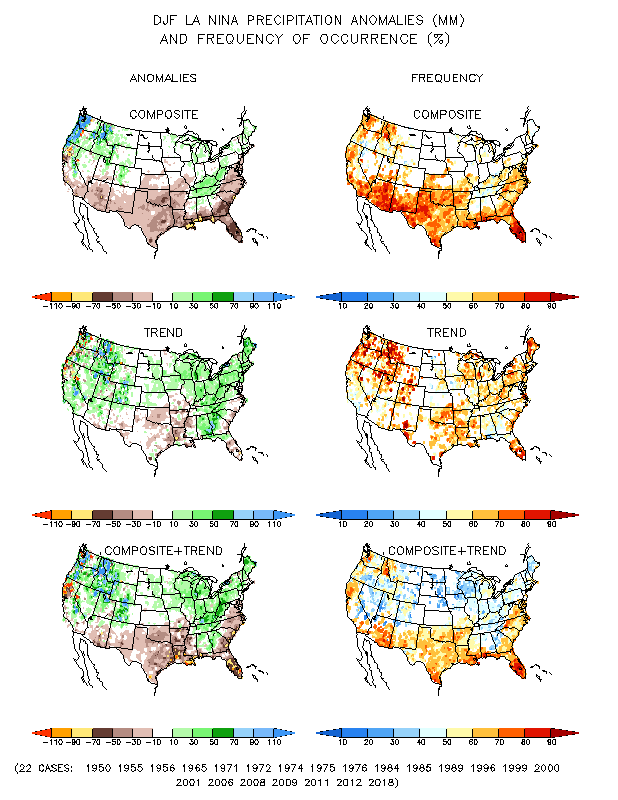 DJF LA NINA PRECIPITATION ANOMALIES (MM)
AND FREQUENCY OF OCCURRENCE (%)
ANOMALIES FREQUENCY
COMPOSITE COMPOSITE
-110 -90 -70 -50 -30 -10 10 30 50 70 90 110 10 20 30 40 50 60 70 80 90
TREND TREND
-110 -90 -70 -50 -30 -10 10 30 50 70 90 110 10 20 30 40 50 60 70 80 90
COMPOSITE+TREND COMPOSITE+TREND
-110 -90 -70 -50 -30 -10 10 30 50 70 90 110 10 20 30 40 50 60 70 80 90
(22 CASES: 1950 1955 1956 1965 1971 1972 1974 1975 1976 1984 1985 1989 1996 1999 2000
2001 2006 2008 2009 2011 2012 2018)